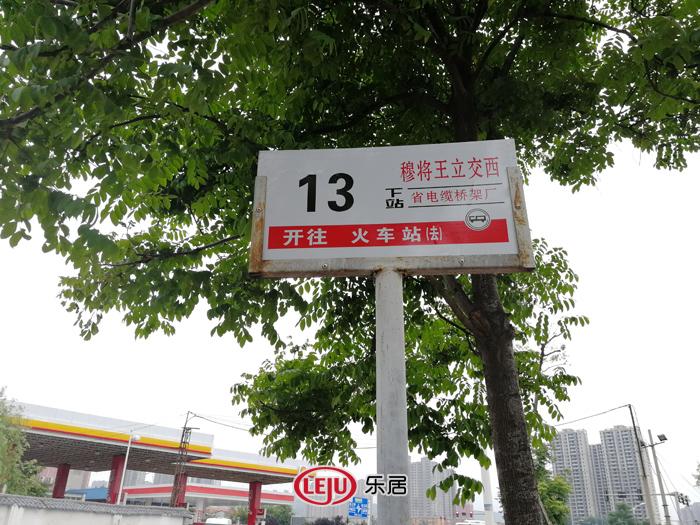 穆将王立交西
13
下站 省电缆桥架厂
开往 火车站(去)
LEJU 乐居